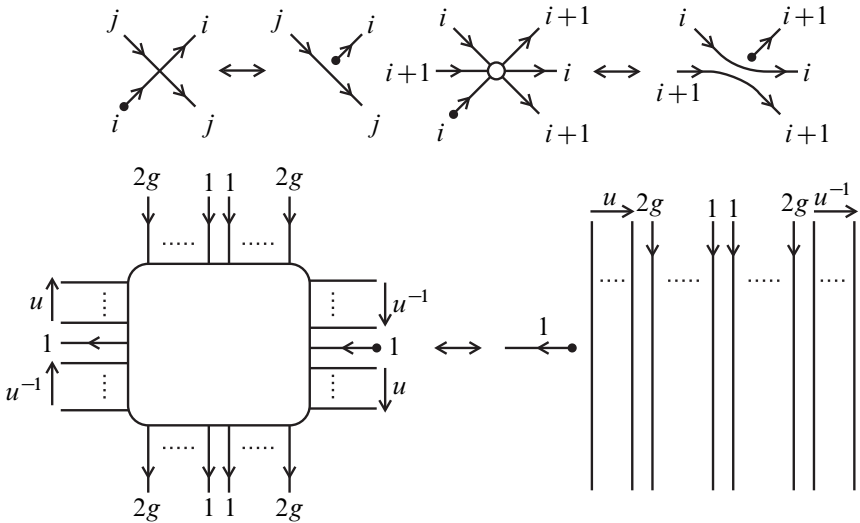 j i j i i i+1 i i+1
i+1 i i
i j j i i+1 i+1 i+1
2g 1 1 2g u 2g 1 1 2g u⁻¹
..... ..... .... ..... ..... ....
u u⁻¹
1 1 1
u⁻¹ u
..... .....
2g 1 1 2g